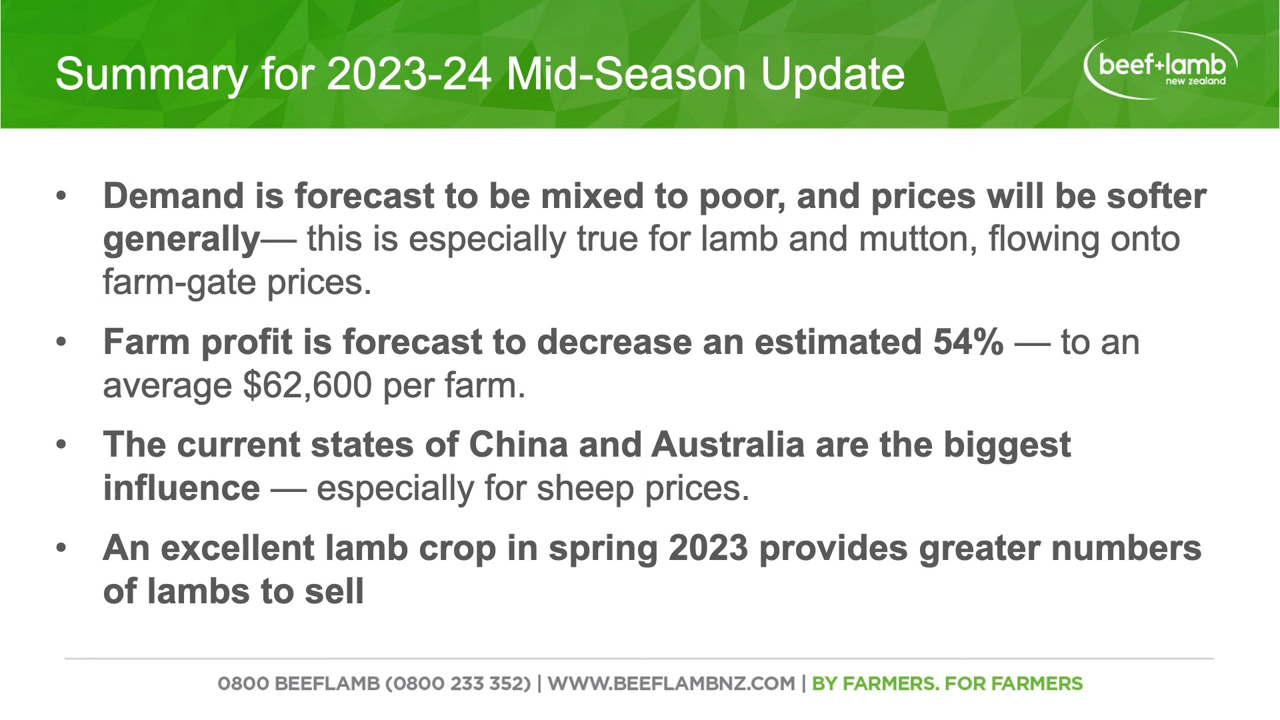 Summary for 2023-24 Mid-Season Update
beef+lamb
new zealand
• Demand is forecast to be mixed to poor, and prices will be softer
generally— this is especially true for lamb and mutton, flowing onto
farm-gate prices.
• Farm profit is forecast to decrease an estimated 54% — to an
average $62,600 per farm.
• The current states of China and Australia are the biggest
influence — especially for sheep prices.
• An excellent lamb crop in spring 2023 provides greater numbers
of lambs to sell
0800 BEEFLAMB (0800 233 352) | WWW.BEEFLAMBNZ.COM | BY FARMERS. FOR FARMERS